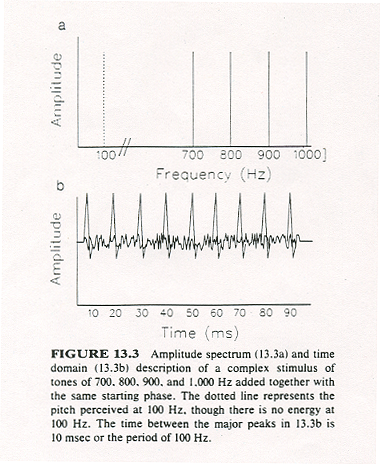 a
Amplitude
100 // 700 800 900 1000]
Frequency (Hz)
b
Amplitude
10 20 30 40 50 60 70 80 90
Time (ms)
FIGURE 13.3 Amplitude spectrum (13.3a) and time
domain (13.3b) description of a complex stimulus of
tones of 700, 800, 900, and 1,000 Hz added together with
the same starting phase. The dotted line represents the
pitch perceived at 100 Hz, though there is no energy at
100 Hz. The time between the major peaks in 13.3b is
10 msec or the period of 100 Hz.